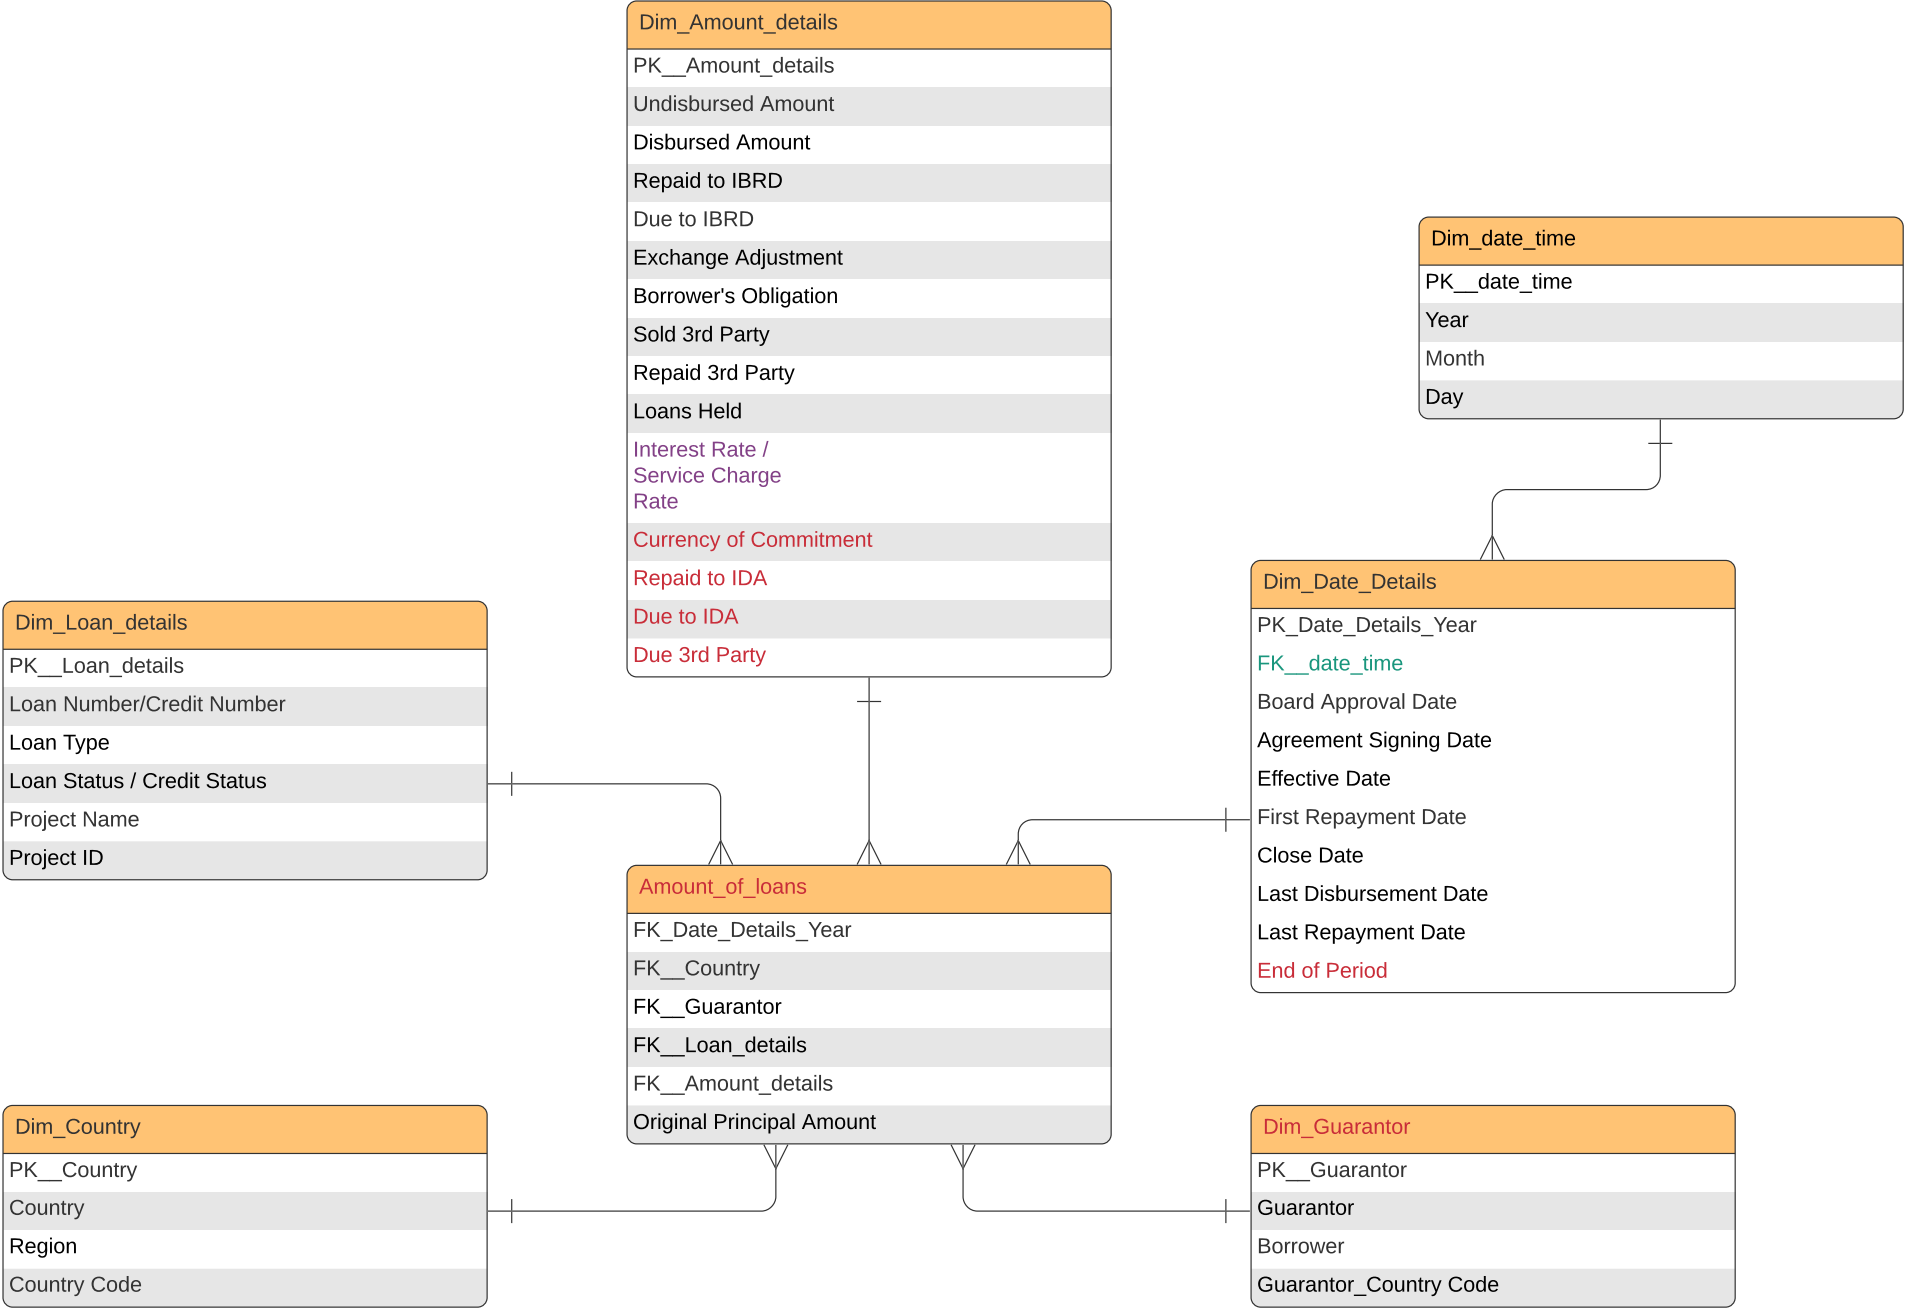 Dim_Amount_details
PK__Amount_details
Undisbursed Amount
Disbursed Amount
Repaid to IBRD
Due to IBRD
Exchange Adjustment
Borrower's Obligation
Sold 3rd Party
Repaid 3rd Party
Loans Held
Interest Rate /
Service Charge
Rate
Currency of Commitment
Repaid to IDA
Due to IDA
Due 3rd Party
Dim_date_time
PK__date_time
Year
Month
Day
Dim_Loan_details
PK__Loan_details
Loan Number/Credit Number
Loan Type
Loan Status / Credit Status
Project Name
Project ID
Dim_Date_Details
PK_Date_Details_Year
FK__date_time
Board Approval Date
Agreement Signing Date
Effective Date
First Repayment Date
Close Date
Last Disbursement Date
Last Repayment Date
End of Period
Amount_of_loans
FK_Date_Details_Year
FK__Country
FK__Guarantor
FK__Loan_details
FK__Amount_details
Original Principal Amount
Dim_Country
PK__Country
Country
Region
Country Code
Dim_Guarantor
PK__Guarantor
Guarantor
Borrower
Guarantor_Country Code